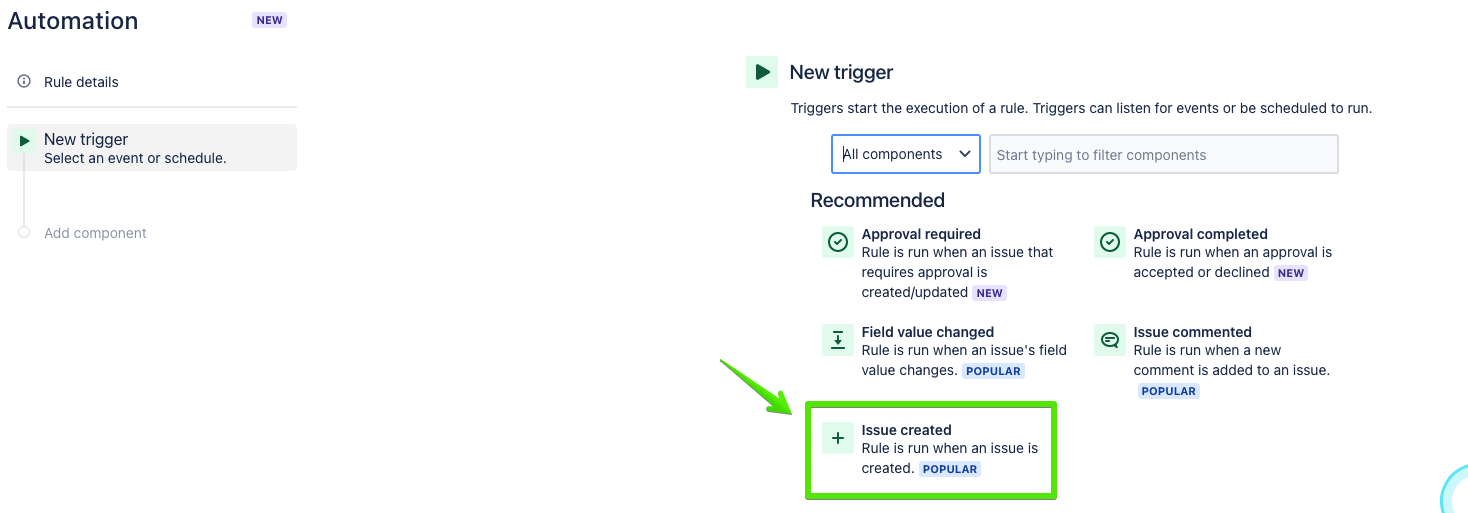 Automation NEW
Rule details
New trigger
Select an event or schedule.
Add component
New trigger
Triggers start the execution of a rule. Triggers can listen for events or be scheduled to run.
All components
Start typing to filter components
Recommended
Approval required
Rule is run when an issue that
requires approval is
created/updated NEW
Approval completed
Rule is run when an approval is
accepted or declined NEW
Field value changed
Rule is run when an issue's field
value changes. POPULAR
Issue commented
Rule is run when a new
comment is added to an issue.
POPULAR
Issue created
Rule is run when an issue is
created. POPULAR